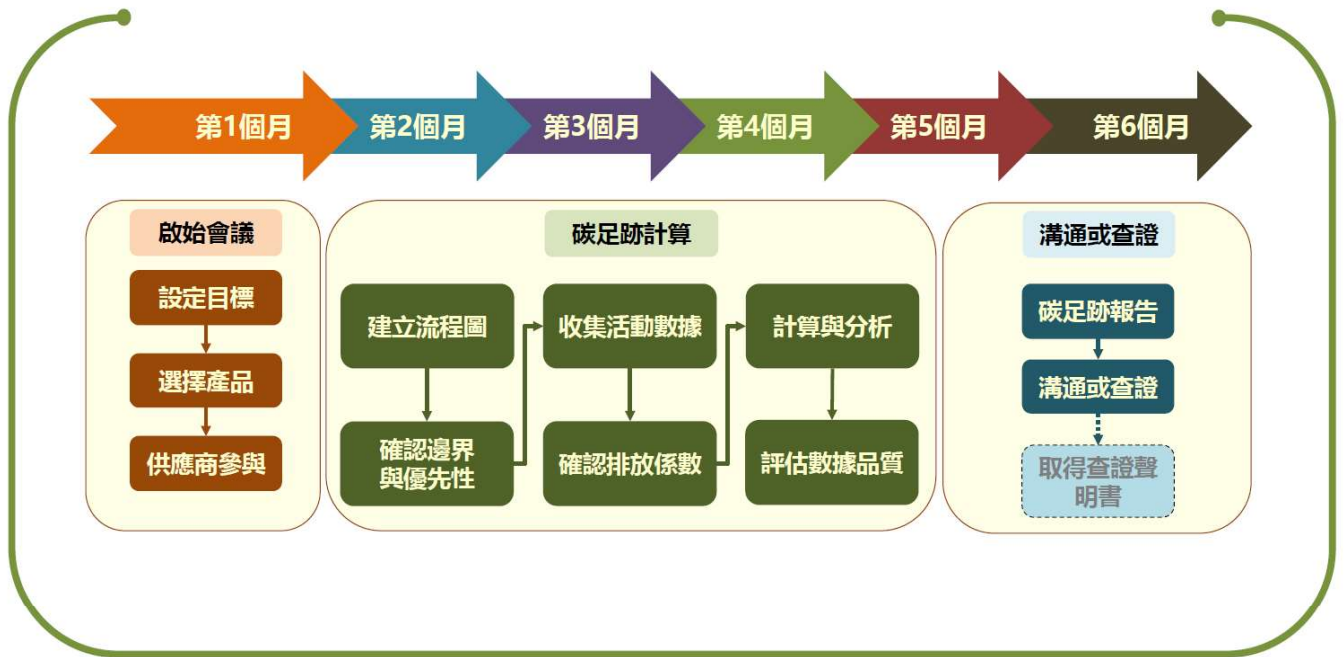 第1個月
第2個月
第3個月
第4個月
第5個月
第6個月
啟始會議
設定目標
選擇產品
供應商參與
碳足跡計算
建立流程圖
確認邊界
與優先性
收集活動數據
確認排放係數
計算與分析
評估數據品質
溝通或查證
碳足跡報告
溝通或查證
取得查證聲
明書